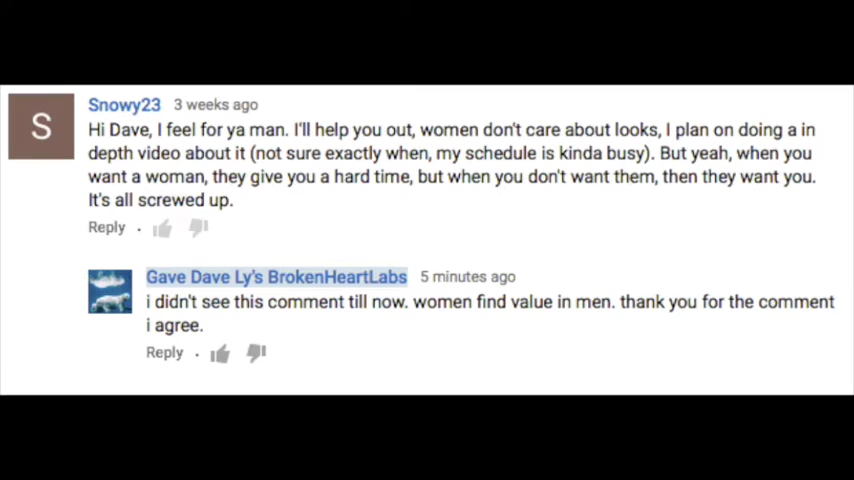 S
Snowy23 3 weeks ago
Hi Dave, I feel for ya man. I'll help you out, women don't care about looks, I plan on doing a in
depth video about it (not sure exactly when, my schedule is kinda busy). But yeah, when you
want a woman, they give you a hard time, but when you don't want them, then they want you.
It's all screwed up.
Reply
Gave Dave Ly's BrokenHeartLabs 5 minutes ago
i didn't see this comment till now. women find value in men. thank you for the comment
i agree.
Reply